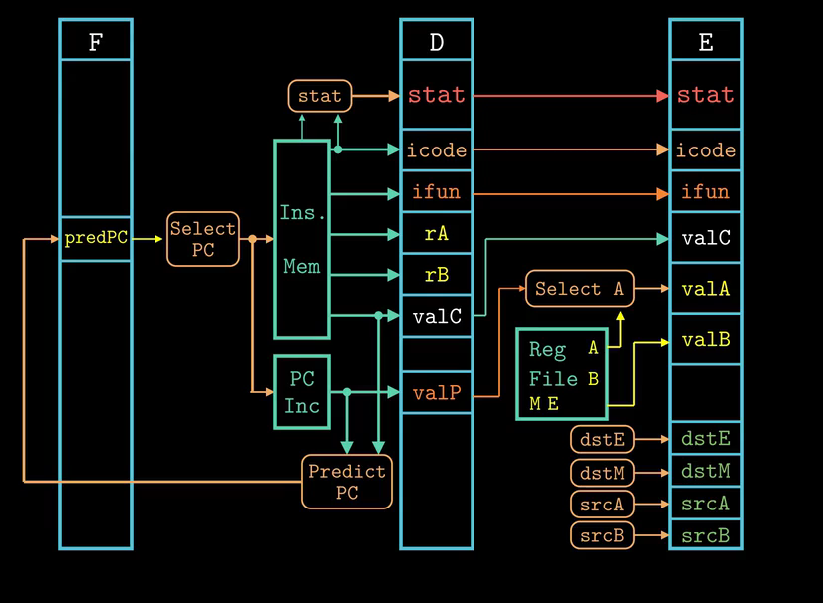 F
D
E
stat
stat
stat
icode
icode
ifun
ifun
Ins.
Mem
predPC
Select
PC
rA
valC
rB
Select A
valA
valC
valB
Reg A
File B
M E
PC
Inc
valP
dstE
dstE
Predict
PC
dstM
dstM
srcA
srcA
srcB
srcB